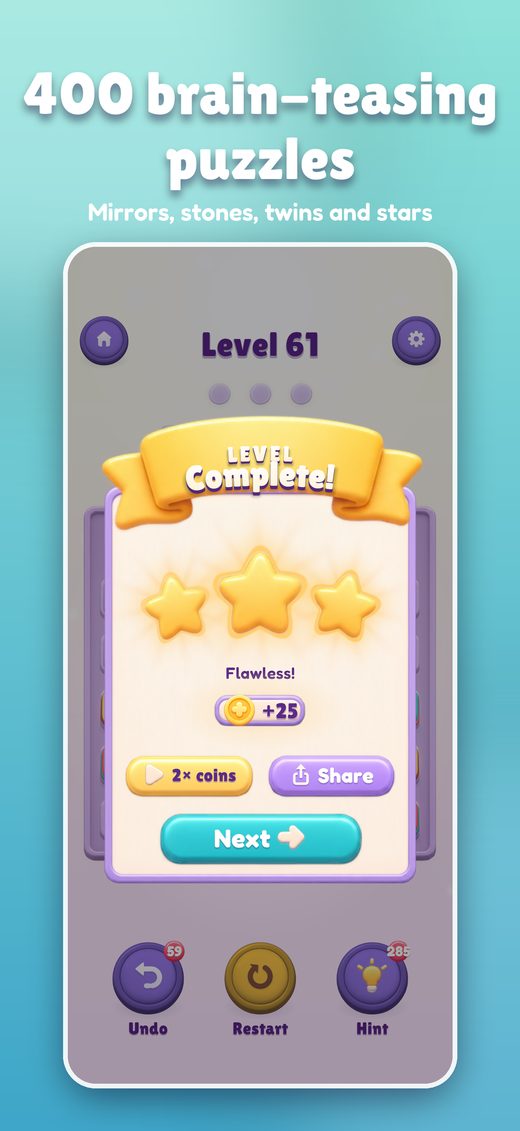 400 brain-teasing
puzzles
Mirrors, stones, twins and stars
Level 61
LEVEL
Complete!
Flawless!
+25
2× coins
Share
Next
59
285
Undo
Restart
Hint